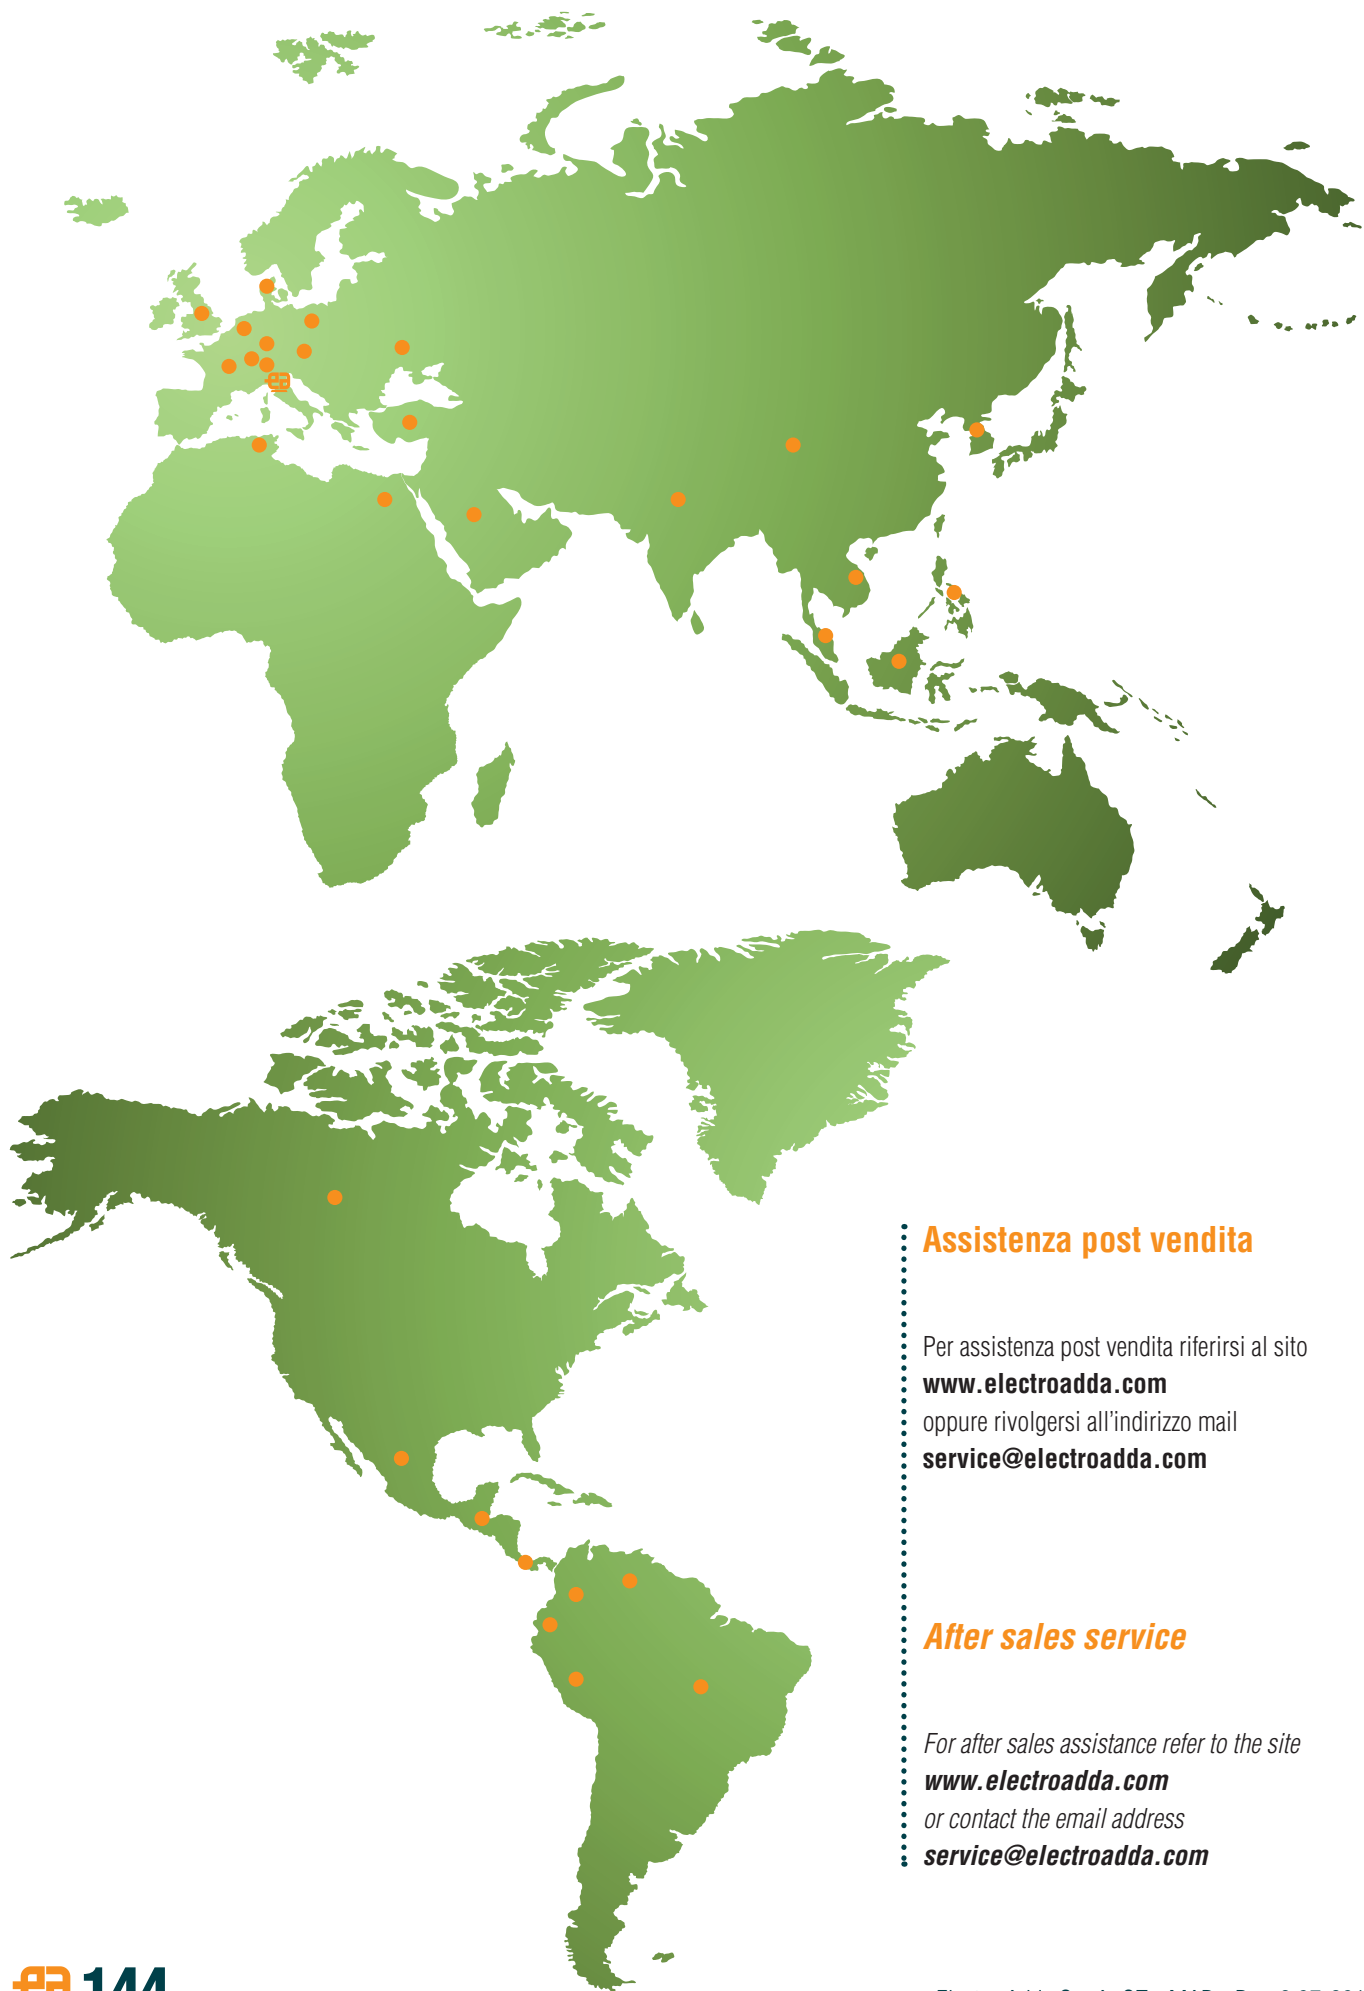 Assistenza post vendita
Per assistenza post vendita riferirsi al sito
www.electroadda.com
oppure rivolgersi all'indirizzo mail
service@electroadda.com
After sales service
For after sales assistance refer to the site
www.electroadda.com
or contact the email address
service@electroadda.com
144